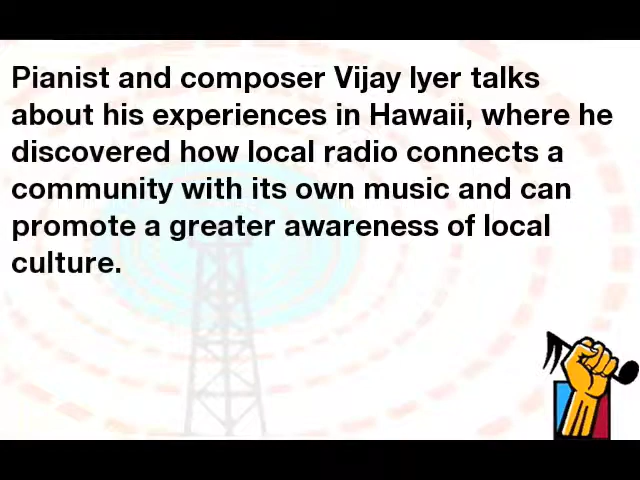 Pianist and composer Vijay Iyer talks
about his experiences in Hawaii, where he
discovered how local radio connects a
community with its own music and can
promote a greater awareness of local
culture.